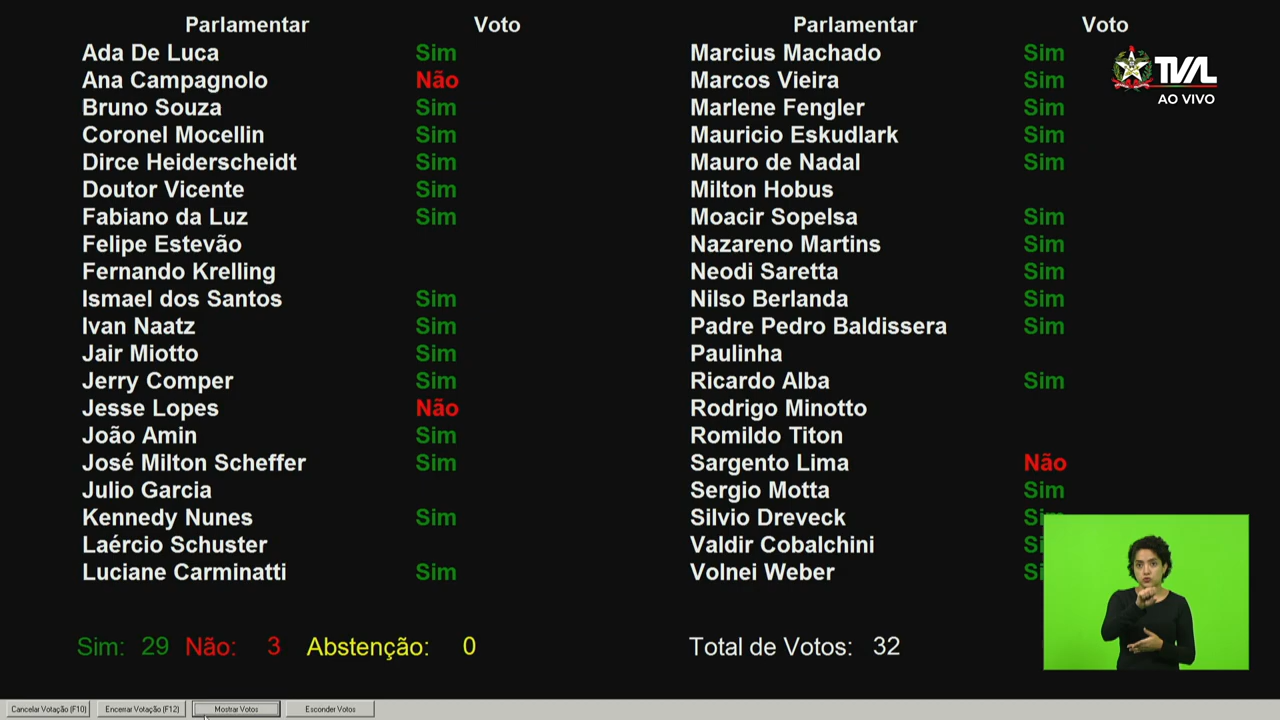 Parlamentar Voto Parlamentar Voto
Ada De Luca Sim Marcius Machado Sim
Ana Campagnolo Não Marcos Vieira Sim
Bruno Souza Sim Marlene Fengler Sim
Coronel Mocellin Sim Mauricio Eskudlark Sim
Dirce Heiderscheidt Sim Mauro de Nadal Sim
Doutor Vicente Sim Milton Hobus
Fabiano da Luz Sim Moacir Sopelsa Sim
Felipe Estevão Nazareno Martins Sim
Fernando Krelling Neodi Saretta Sim
Ismael dos Santos Sim Nilso Berlanda Sim
Ivan Naatz Sim Padre Pedro Baldissera Sim
Jair Miotto Sim Paulinha
Jerry Comper Sim Ricardo Alba Sim
Jesse Lopes Não Rodrigo Minotto
João Amin Sim Romildo Titon
José Milton Scheffer Sim Sargento Lima Não
Julio Garcia Sergio Motta Sim
Kennedy Nunes Sim Silvio Dreveck Sim
Laércio Schuster Valdir Cobalchini Si
Luciane Carminatti Sim Volnei Weber Si
Sim: 29 Não: 3 Abstenção: 0 Total de Votos: 32
TVAL
AO VIVO
Cancelar Votação (F10) Encerrar Votação (F12) Mostrar Votos Esconder Votos